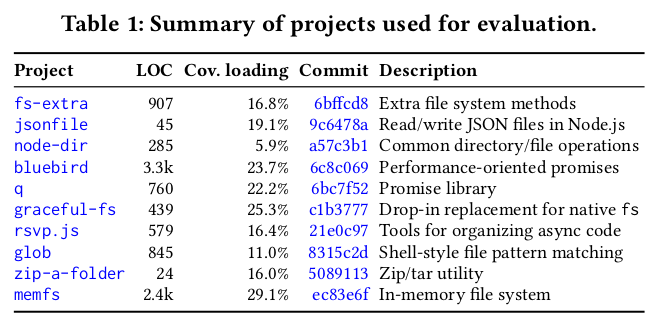 Table 1: Summary of projects used for evaluation.
Project LOC Cov. loading Commit Description
fs-extra 907 16.8% 6bffcd8 Extra file system methods
jsonfile 45 19.1% 9c6478a Read/write JSON files in Node.js
node-dir 285 5.9% a57c3b1 Common directory/file operations
bluebird 3.3k 23.7% 6c8c069 Performance-oriented promises
q 760 22.2% 6bc7f52 Promise library
graceful-fs 439 25.3% c1b3777 Drop-in replacement for native fs
rsvp.js 579 16.4% 21e0c97 Tools for organizing async code
glob 845 11.0% 8315c2d Shell-style file pattern matching
zip-a-folder 24 16.0% 5089113 Zip/tar utility
memfs 2.4k 29.1% ec83e6f In-memory file system